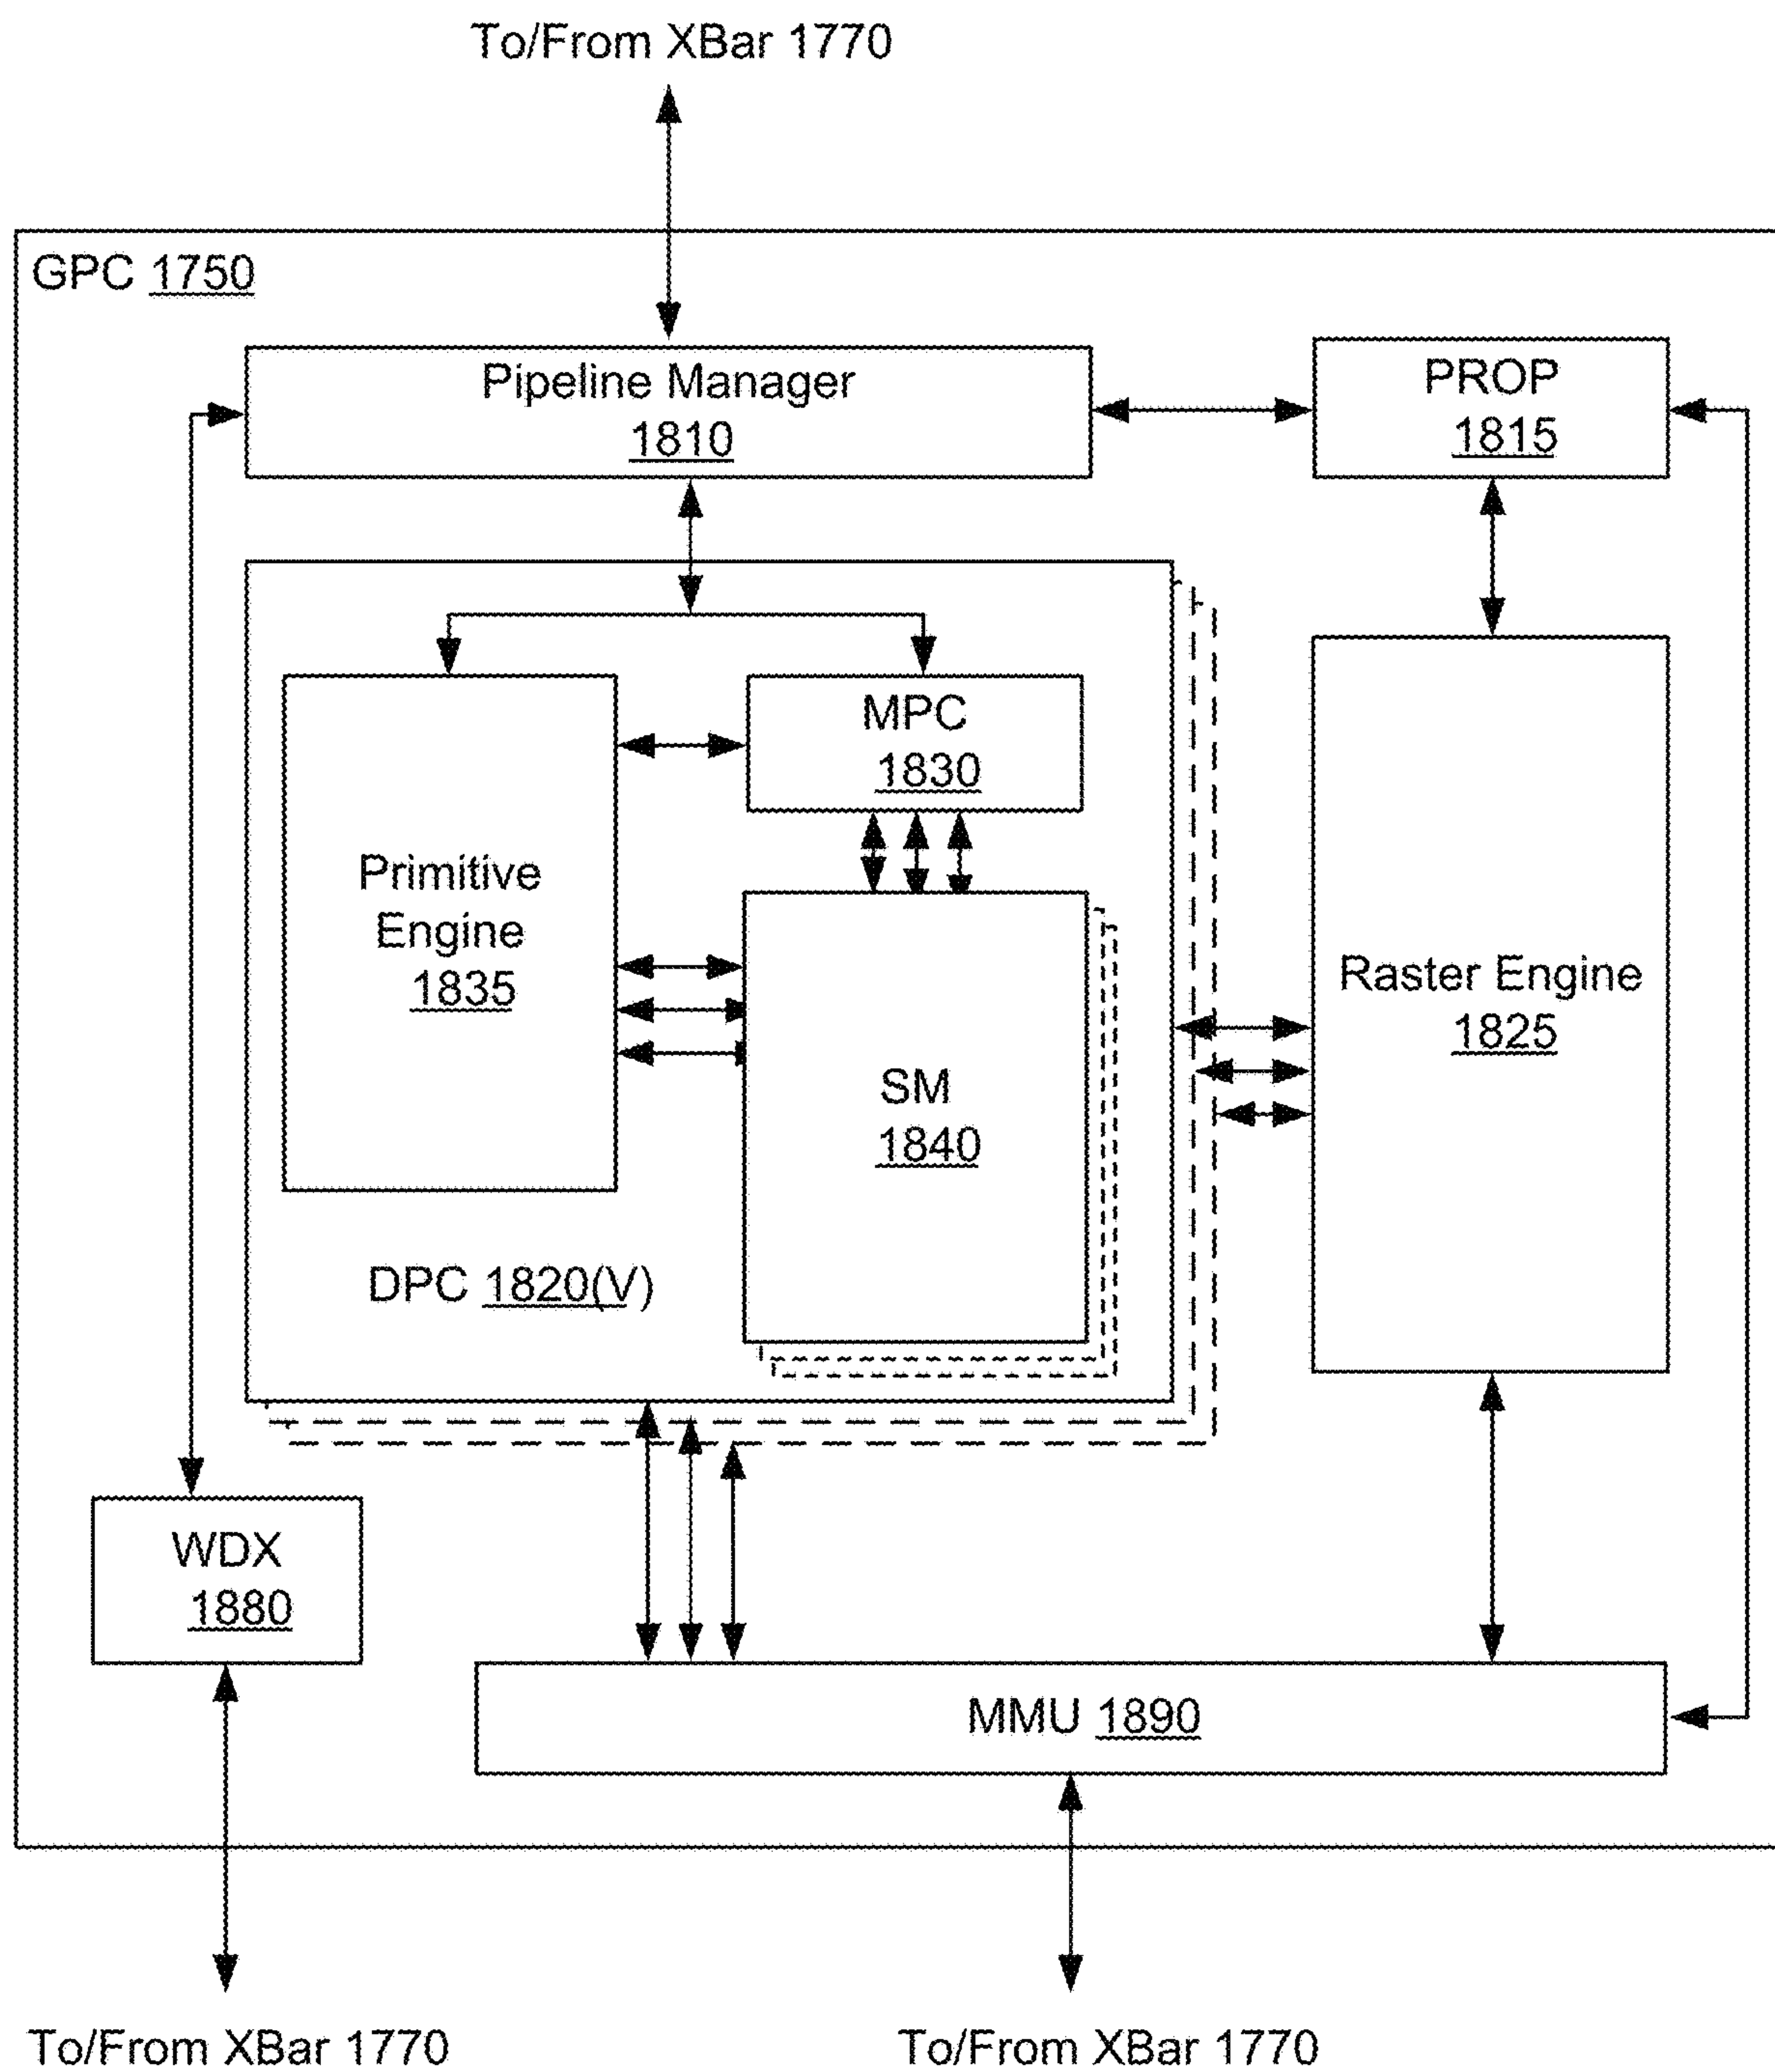 To/From XBar 1770
GPC 1750
Pipeline Manager
1810
PROP
1815
MPC
1830
Primitive
Engine
1835
Raster Engine
1825
SM
1840
DPC 1820(V)
WDX
1880
MMU 1890
To/From XBar 1770
To/From XBar 1770